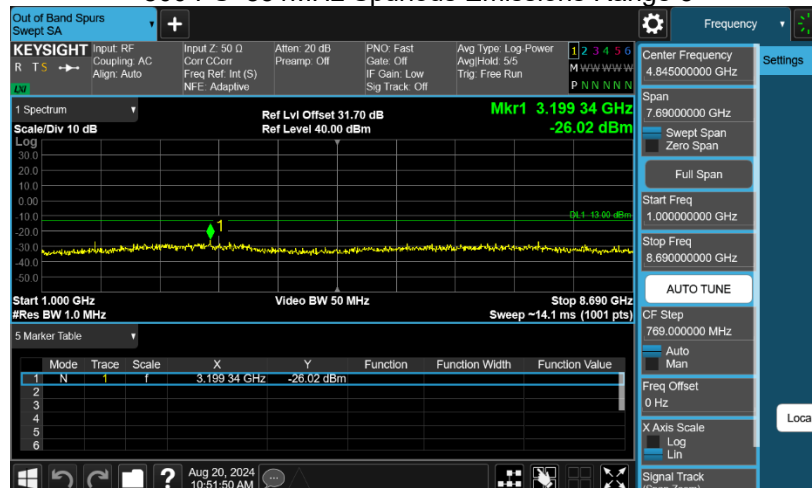 Out of Band Spurs
Swept SA
Frequency
KEYSIGHT
R T S
LXI
Input: RF
Coupling: AC
Align: Auto
Input Z: 50 Ω
Corr CCorr
Freq Ref: Int (S)
NFE: Adaptive
Atten: 20 dB
Preamp: Off
PNO: Fast
Gate: Off
IF Gain: Low
Sig Track: Off
Avg Type: Log-Power
Avg|Hold: 5/5
Trig: Free Run
1 2 3 4 5 6
M W W W W W
P N N N N N
1 Spectrum
Scale/Div 10 dB
Log
Ref Lvl Offset 31.70 dB
Ref Level 40.00 dBm
Mkr1 3.199 34 GHz
-26.02 dBm
30.0
20.0
10.0
0.00
-10.0
-20.0
-30.0
-40.0
-50.0
DL1 -13.00 dBm
1
Start 1.000 GHz
#Res BW 1.0 MHz
Video BW 50 MHz
Stop 8.690 GHz
Sweep ~14.1 ms (1001 pts)
5 Marker Table
Mode Trace Scale X Y Function Function Width Function Value
1 N 1 f 3.199 34 GHz -26.02 dBm
2
3
4
5
6
Aug 20, 2024
10:51:50 AM
Center Frequency
4.845000000 GHz
Span
7.69000000 GHz
Swept Span
Zero Span
Full Span
Start Freq
1.000000000 GHz
Stop Freq
8.690000000 GHz
AUTO TUNE
CF Step
769.000000 MHz
Auto
Man
Freq Offset
0 Hz
X Axis Scale
Log
Lin
Signal Track
Settings
Loca